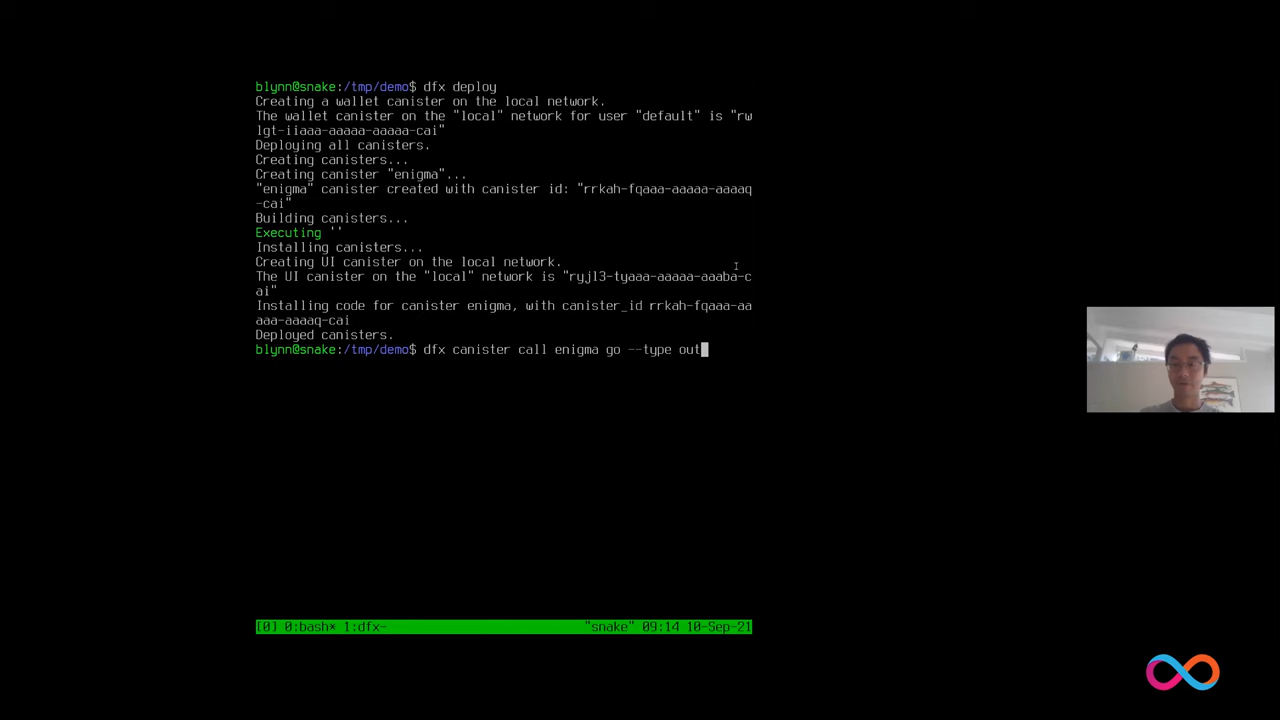 blynn@snake:/tmp/demo$ dfx deploy
Creating a wallet canister on the local network.
The wallet canister on the "local" network for user "default" is "rw
lgt-iiaaa-aaaaa-aaaaa-cai"
Deploying all canisters.
Creating canisters...
Creating canister "enigma"...
"enigma" canister created with canister id: "rrkah-fqaaa-aaaaa-aaaaq
-cai"
Building canisters...
Executing ''
Installing canisters...
Creating UI canister on the local network.
The UI canister on the "local" network is "ryjl3-tyaaa-aaaaa-aaaba-c
ai"
Installing code for canister enigma, with canister_id rrkah-fqaaa-aa
aaa-aaaaq-cai
Deployed canisters.
blynn@snake:/tmp/demo$ dfx canister call enigma go --type out
[0] 0:bash* 1:dfx- "snake" 09:14 10-Sep-21